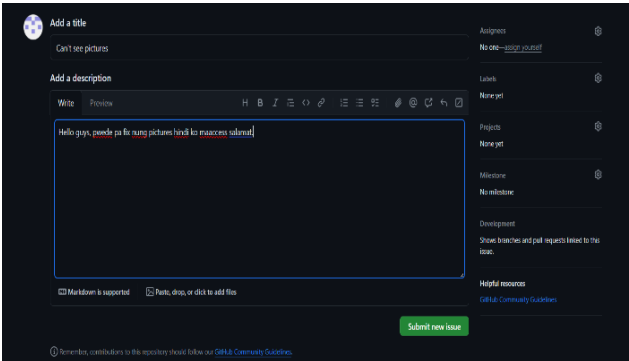 Add a title
Can't see pictures
Add a description
Write Preview
H B I
Hello guys, pwede pa fix nung pictures hindi ko maaccess salamat.
Markdown is supported
Paste, drop, or click to add files
Submit new issue
Remember, contributions to this repository should follow our GitHub Community Guidelines.
Assignees
No one—assign yourself
Labels
None yet
Projects
None yet
Milestone
No milestone
Development
Shows branches and pull requests linked to this
issue.
Helpful resources
GitHub Community Guidelines